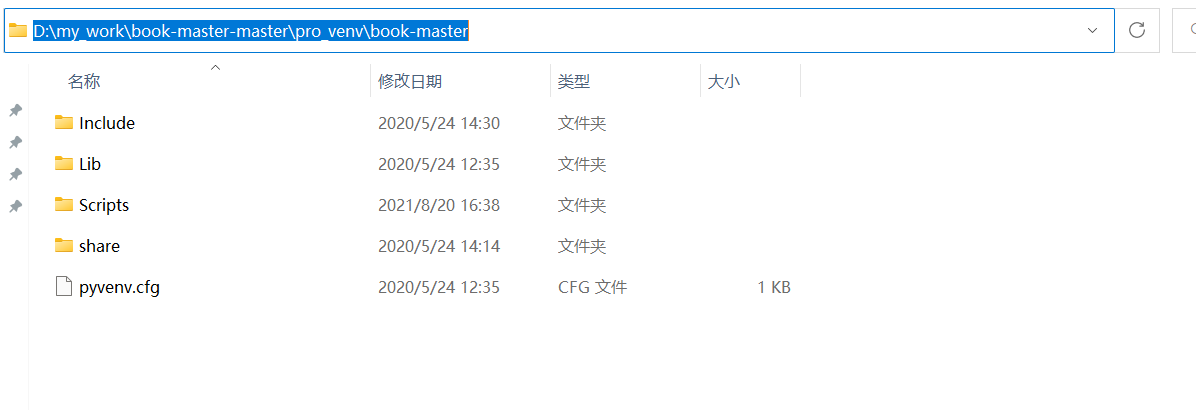 D:\my_work\book-master-master\pro_venv\book-master
名称 修改日期 类型 大小
Include 2020/5/24 14:30 文件夹
Lib 2020/5/24 12:35 文件夹
Scripts 2021/8/20 16:38 文件夹
share 2020/5/24 14:14 文件夹
pyvenv.cfg 2020/5/24 12:35 CFG 文件 1 KB